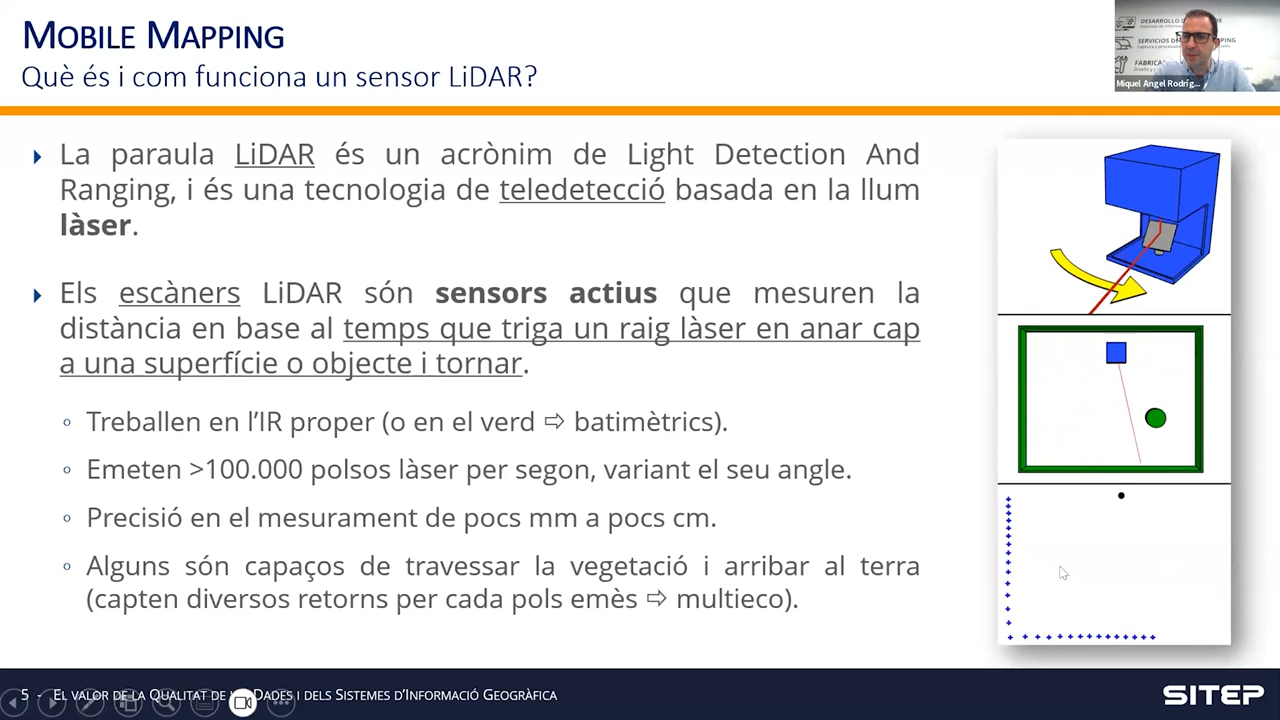 MOBILE MAPPING
Què és i com funciona un sensor LiDAR?
La paraula LiDAR és un acrònim de Light Detection And
Ranging, i és una tecnologia de teledetecció basada en la llum
làser.
Els escàners LiDAR són sensors actius que mesuren la
distància en base al temps que triga un raig làser en anar cap
a una superfície o objecte i tornar.
Treballen en l'IR proper (o en el verd ⇨ batimètrics).
Emeten >100.000 polsos làser per segon, variant el seu angle.
Precisió en el mesurament de pocs mm a pocs cm.
Alguns són capaços de travessar la vegetació i arribar al terra
(capten diversos retorns per cada pols emès ⇨ multieco).
Miquel Angel Rodríg...
5 - EL VALOR DE LA QUALITAT DE DADES I DELS SISTEMES D'INFORMACIÓ GEOGRÀFICA
SITEP